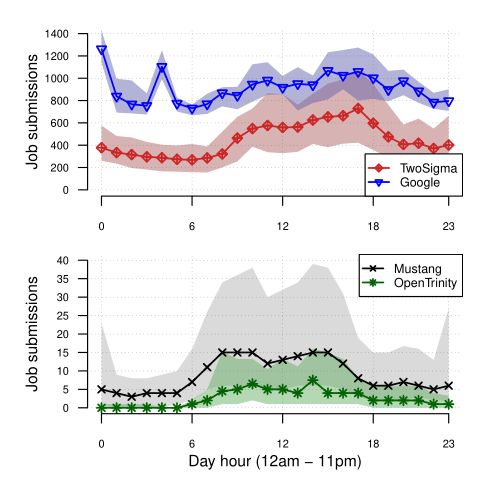 Job submissions
1400
1200
1000
800
600
400
200
0
TwoSigma
Google
0 6 12 18 23
Job submissions
40
35
30
25
20
15
10
5
0
Mustang
OpenTrinity
0 6 12 18 23
Day hour (12am − 11pm)